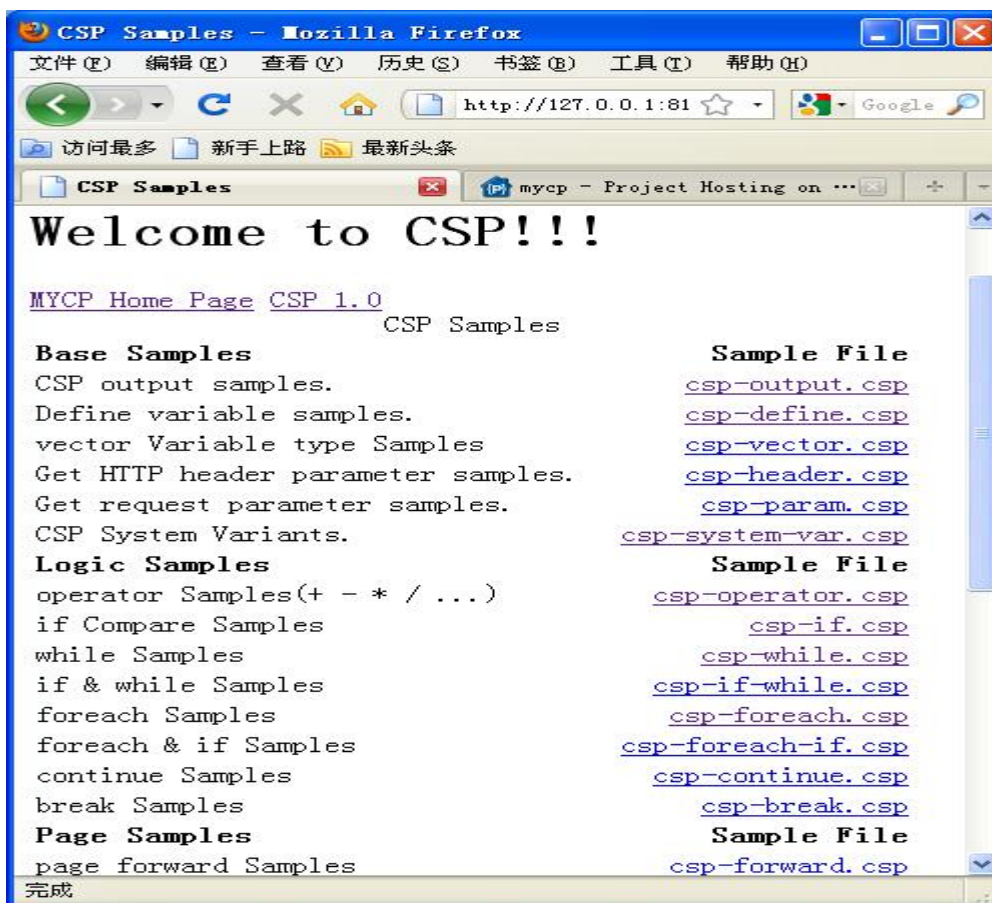 CSP Samples - Mozilla Firefox
文件(F) 编辑(E) 查看(V) 历史(S) 书签(B) 工具(T) 帮助(H)
http://127.0.0.1:81 Google
访问最多 新手上路 最新头条
CSP Samples mycp - Project Hosting on ...
Welcome to CSP!!!
MYCP Home Page CSP 1.0
CSP Samples
Base Samples Sample File
CSP output samples. csp-output.csp
Define variable samples. csp-define.csp
vector Variable type Samples csp-vector.csp
Get HTTP header parameter samples. csp-header.csp
Get request parameter samples. csp-param.csp
CSP System Variants. csp-system-var.csp
Logic Samples Sample File
operator Samples(+ - * / ...) csp-operator.csp
if Compare Samples csp-if.csp
while Samples csp-while.csp
if & while Samples csp-if-while.csp
foreach Samples csp-foreach.csp
foreach & if Samples csp-foreach-if.csp
continue Samples csp-continue.csp
break Samples csp-break.csp
Page Samples Sample File
page forward Samples csp-forward.csp
完成